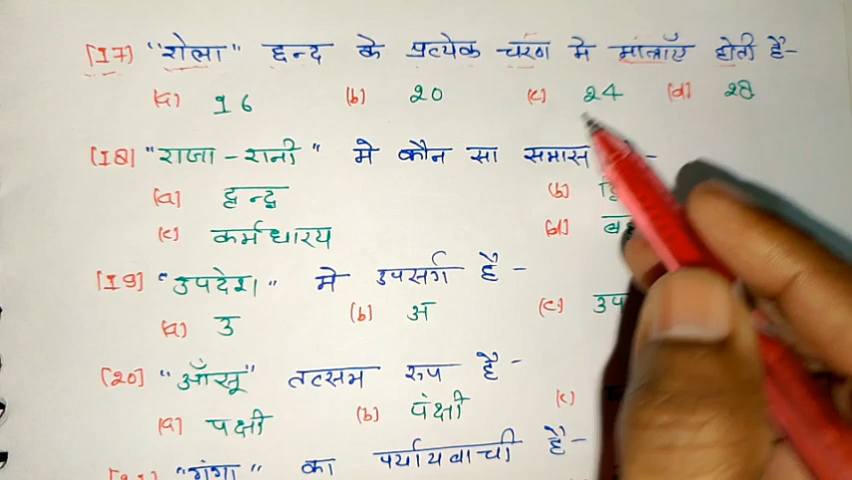 [17] "रोला" छन्द के प्रत्येक चरण मे मात्राएँ होती है-
(a) 16 (b) 20 (c) 24 (d) 28
[18] "राजा-रानी" मे कौन सा समास -
(a) द्वन्द्व (b)
(c) कर्मधारय (d)
[19] "उपदेश" मे उपसर्ग है-
(a) उ (b) अ (c) उप
[20] "आँसू" तत्सम रुप है-
(a) पक्षी (b) पंक्षी (c)
"गंगा" का पर्यायवाची है-